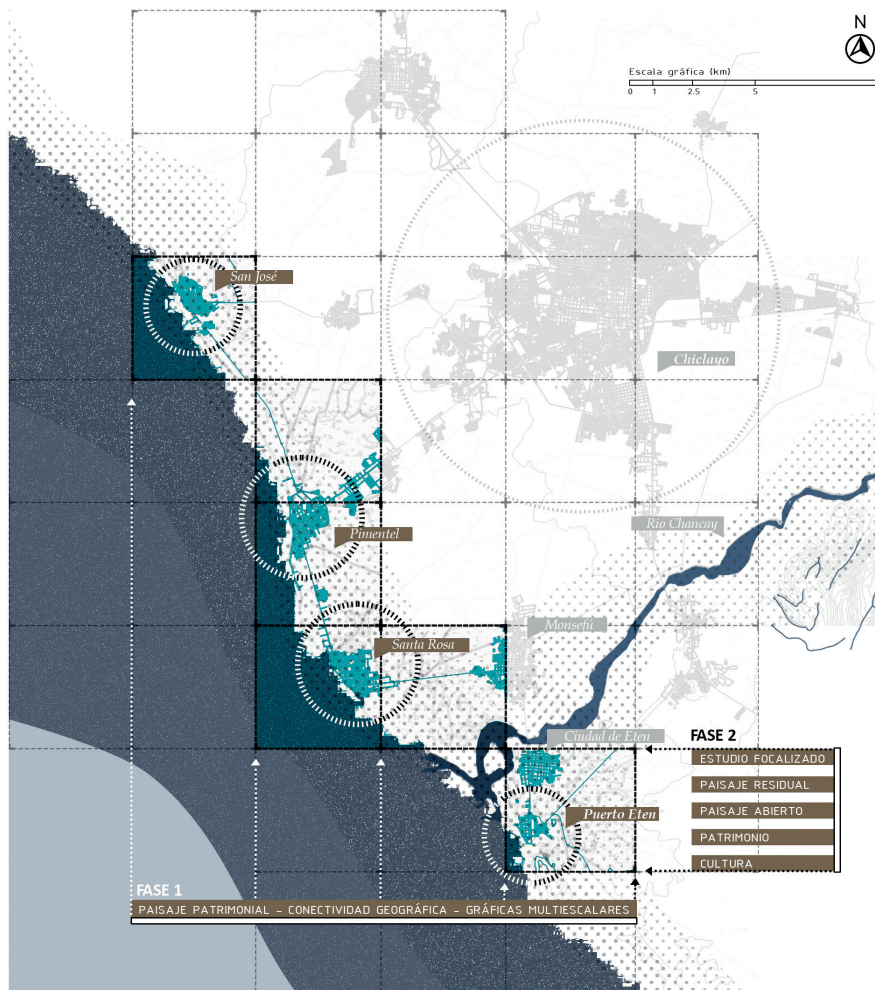 N
Escala gráfica (km)
0 1 2.5 5
San José
Chiclayo
Río Chancay
Pimentel
Monsefú
Santa Rosa
Ciudad de Eten
FASE 2
ESTUDIO FOCALIZADO
PAISAJE RESIDUAL
Puerto Eten
PAISAJE ABIERTO
PATRIMONIO
CULTURA
FASE 1
PAISAJE PATRIMONIAL - CONECTIVIDAD GEOGRÁFICA - GRÁFICAS MULTIESCALARES